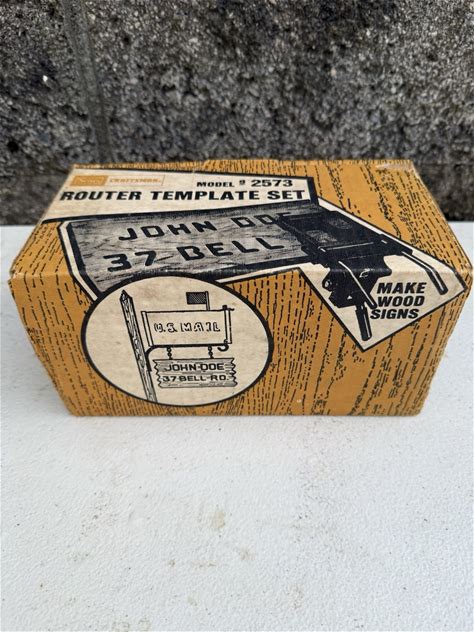 CRAFTSMAN
MODEL # 2573
ROUTER TEMPLATE SET
JOHN DOE
37 BELL
MAKE
WOOD
SIGNS
U.S. MAIL
JOHN·DOE
37·BELL·RD.